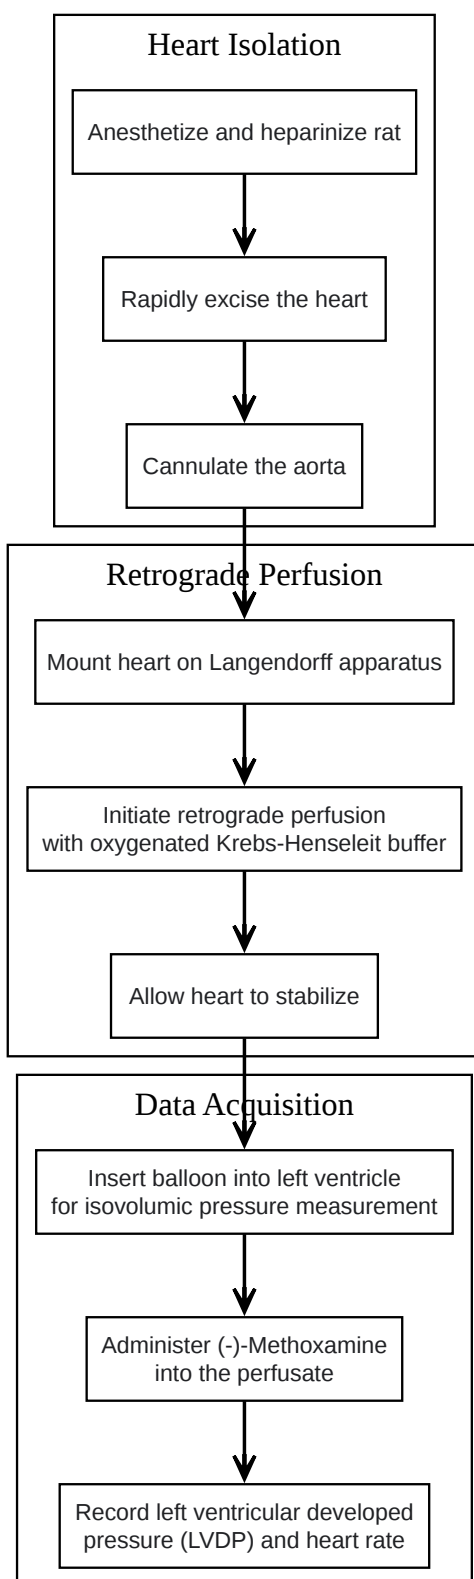 Heart Isolation
Anesthetize and heparinize rat
Rapidly excise the heart
Cannulate the aorta
Retrograde Perfusion
Mount heart on Langendorff apparatus
Initiate retrograde perfusion
with oxygenated Krebs-Henseleit buffer
Allow heart to stabilize
Data Acquisition
Insert balloon into left ventricle
for isovolumic pressure measurement
Administer (-)-Methoxamine
into the perfusate
Record left ventricular developed
pressure (LVDP) and heart rate